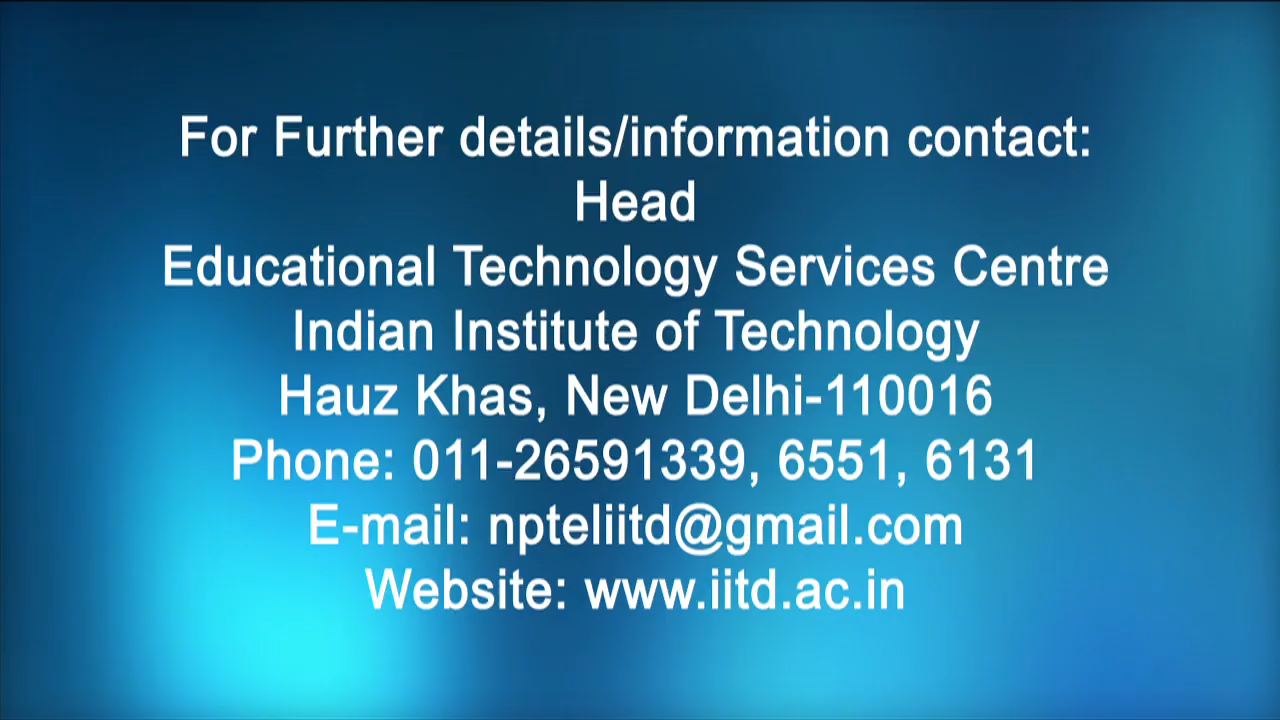 For Further details/information contact:
Head
Educational Technology Services Centre
Indian Institute of Technology
Hauz Khas, New Delhi-110016
Phone: 011-26591339, 6551, 6131
E-mail: npteliitd@gmail.com
Website: www.iitd.ac.in